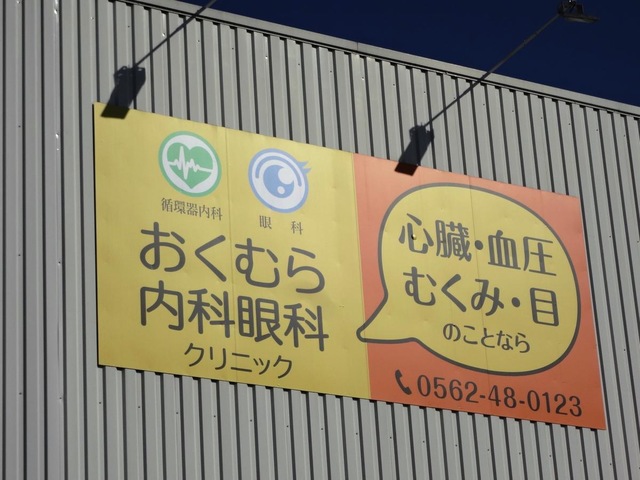 循環器内科
眼科
おくむら
内科眼科
クリニック
心臓・血圧
むくみ・目
のことなら
0562-48-0123